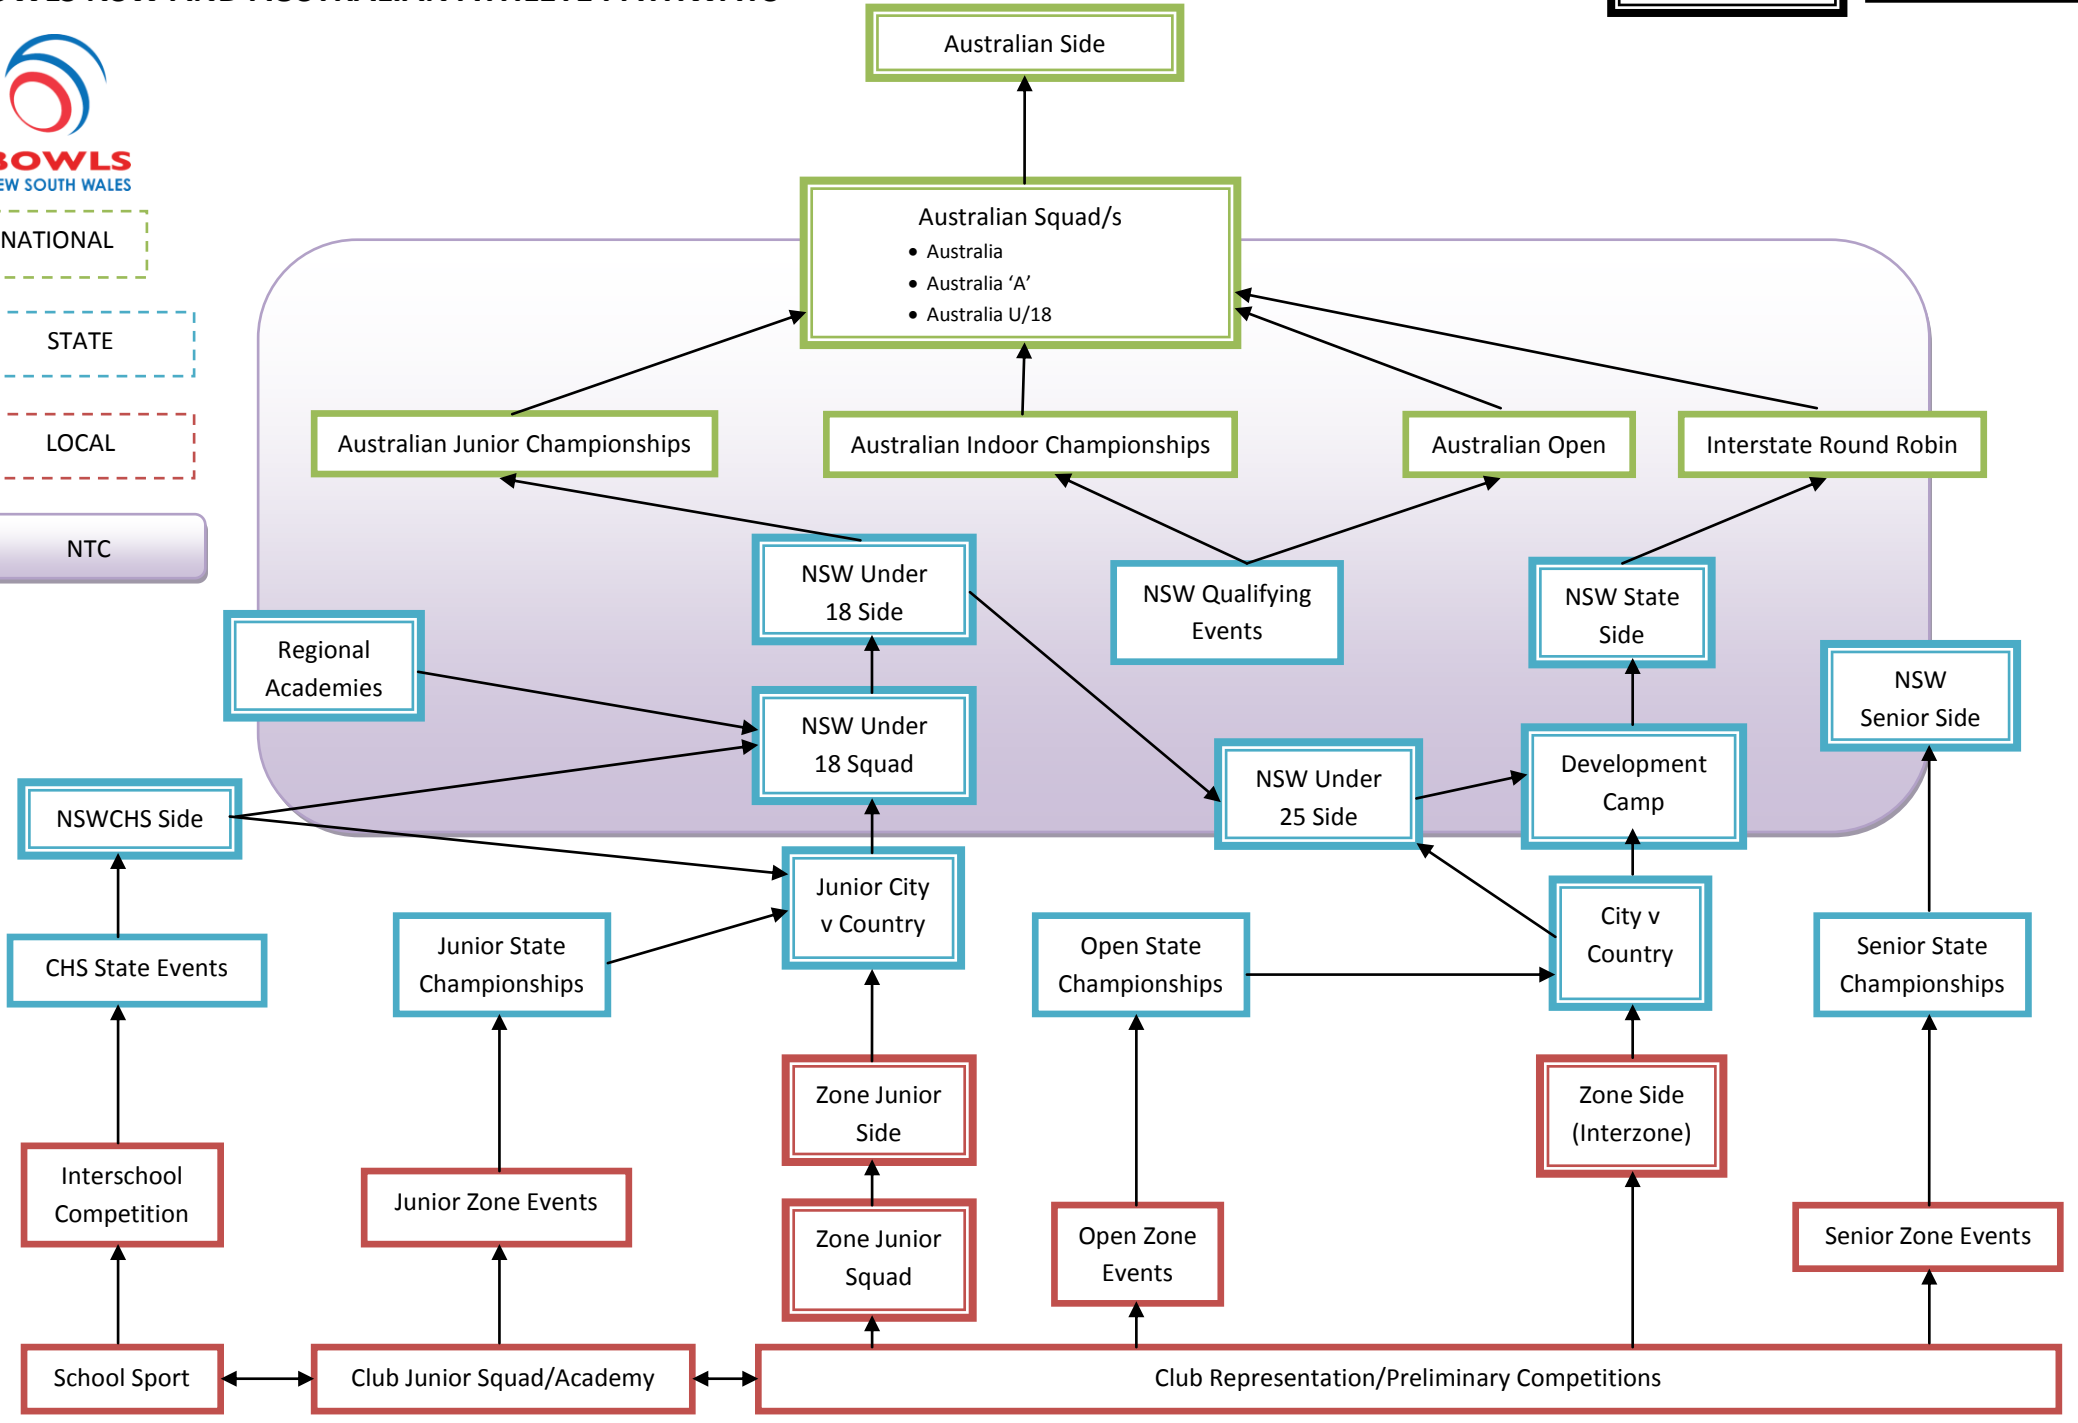 Australian Side
BOWLS
NEW SOUTH WALES
Australian Squad/s
• Australia
• Australia ‘A’
• Australia U/18
NATIONAL
STATE
LOCAL
NTC
Australian Junior Championships
Australian Indoor Championships
Australian Open
Interstate Round Robin
NSW Under
18 Side
NSW Qualifying
Events
NSW State
Side
Regional
Academies
NSW
Senior Side
NSW Under
18 Squad
NSW Under
25 Side
Development
Camp
NSWCHS Side
Junior City
v Country
City v
Country
CHS State Events
Junior State
Championships
Open State
Championships
Senior State
Championships
Zone Junior
Side
Zone Side
(Interzone)
Interschool
Competition
Junior Zone Events
Zone Junior
Squad
Open Zone
Events
Senior Zone Events
School Sport
Club Junior Squad/Academy
Club Representation/Preliminary Competitions